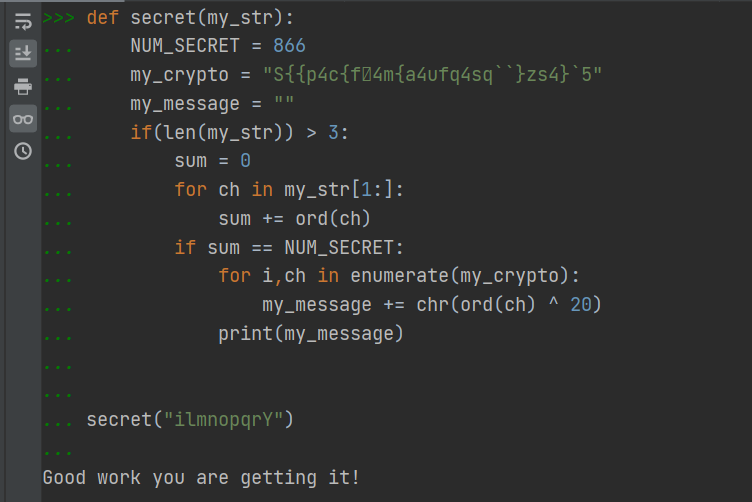 >>> def secret(my_str):
...     NUM_SECRET = 866
...     my_crypto = "S{{p4c{f4m{a4ufq4sq``}zs4}`5"
...     my_message = ""
...     if(len(my_str)) > 3:
...         sum = 0
...         for ch in my_str[1:]:
...             sum += ord(ch)
...         if sum == NUM_SECRET:
...             for i,ch in enumerate(my_crypto):
...                 my_message += chr(ord(ch) ^ 20)
...             print(my_message)
...
...
... secret("ilmnopqrY")
...
Good work you are getting it!